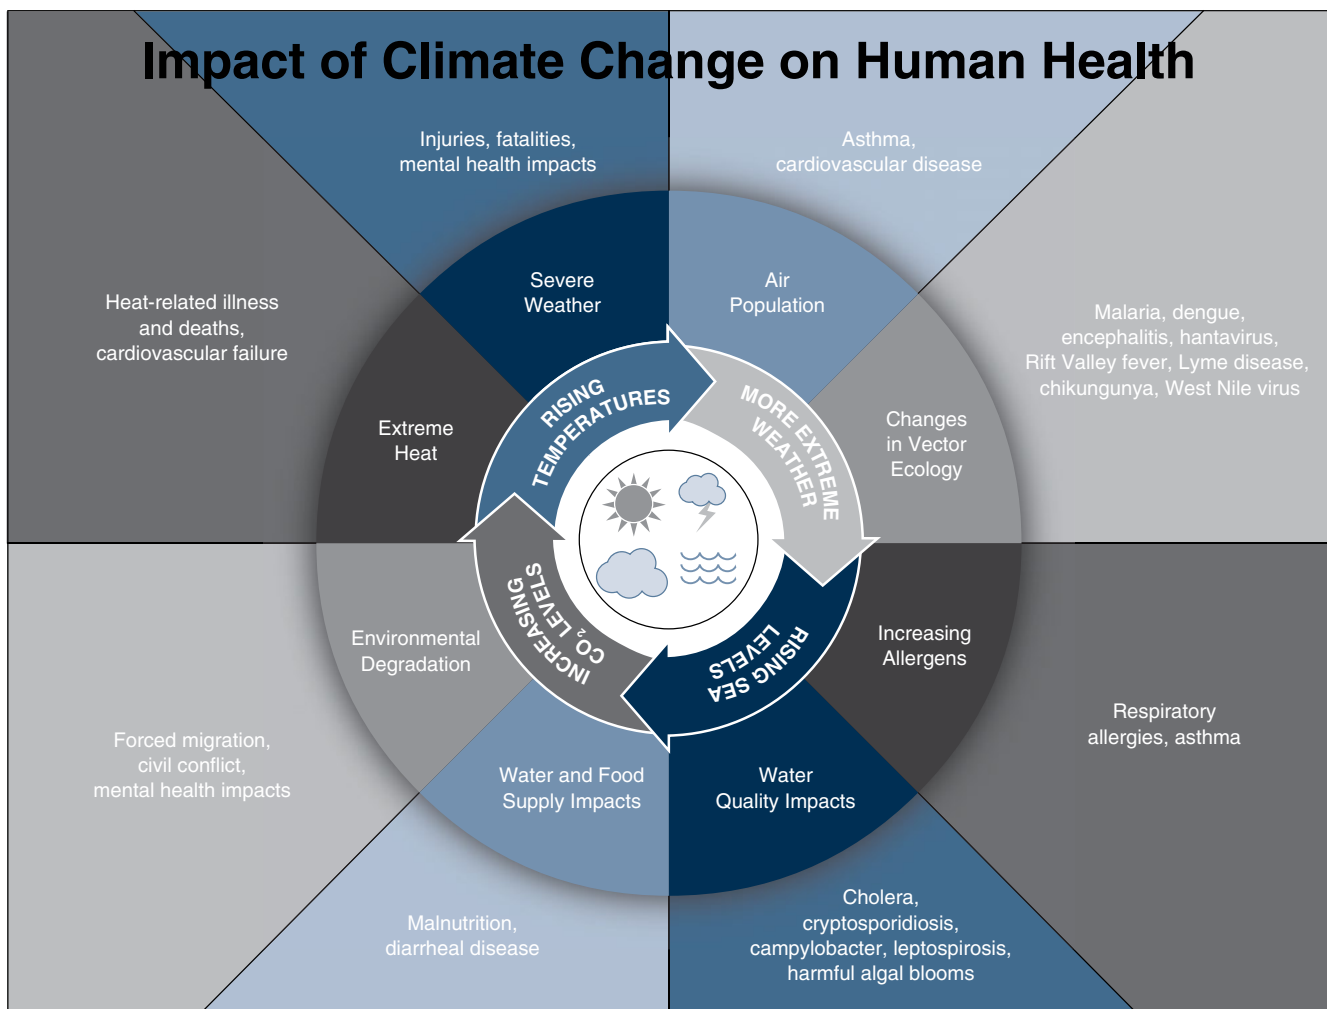 Impact of Climate Change on Human Health
Injuries, fatalities,
mental health impacts
Asthma,
cardiovascular disease
Severe
Weather
Air
Population
Heat-related illness
and deaths,
cardiovascular failure
Malaria, dengue,
encephalitis, hantavirus,
Rift Valley fever, Lyme disease,
chikungunya, West Nile virus
Extreme
Heat
Changes
in Vector
Ecology
RISING
TEMPERATURES
MORE EXTREME
WEATHER
RISING SEA
LEVELS
INCREASING
CO₂ LEVELS
Environmental
Degradation
Increasing
Allergens
Forced migration,
civil conflict,
mental health impacts
Respiratory
allergies, asthma
Water and Food
Supply Impacts
Water
Quality Impacts
Malnutrition,
diarrheal disease
Cholera,
cryptosporidiosis,
campylobacter, leptospirosis,
harmful algal blooms